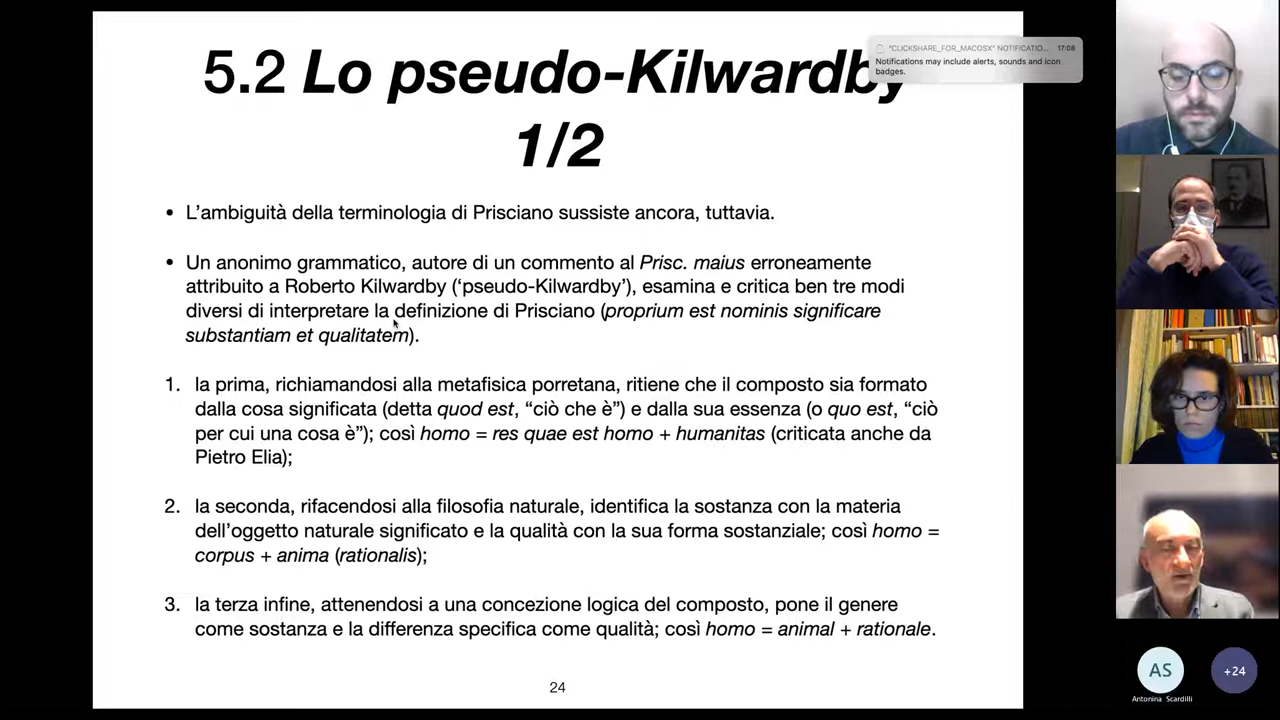 5.2 Lo pseudo-Kilwardby
1/2
"CLICKSHARE_FOR_MACOSX" NOTIFICATIO... 17:08
Notifications may include alerts, sounds and icon
badges.
• L'ambiguità della terminologia di Prisciano sussiste ancora, tuttavia.
• Un anonimo grammatico, autore di un commento al Prisc. maius erroneamente
attribuito a Roberto Kilwardby ('pseudo-Kilwardby'), esamina e critica ben tre modi
diversi di interpretare la definizione di Prisciano (proprium est nominis significare
substantiam et qualitatem).
1. la prima, richiamandosi alla metafisica porretana, ritiene che il composto sia formato
dalla cosa significata (detta quod est, "ciò che è") e dalla sua essenza (o quo est, "ciò
per cui una cosa è"); così homo = res quae est homo + humanitas (criticata anche da
Pietro Elia);
2. la seconda, rifacendosi alla filosofia naturale, identifica la sostanza con la materia
dell'oggetto naturale significato e la qualità con la sua forma sostanziale; così homo =
corpus + anima (rationalis);
3. la terza infine, attenendosi a una concezione logica del composto, pone il genere
come sostanza e la differenza specifica come qualità; così homo = animal + rationale.
24
AS
Antonina Scardilli
+24